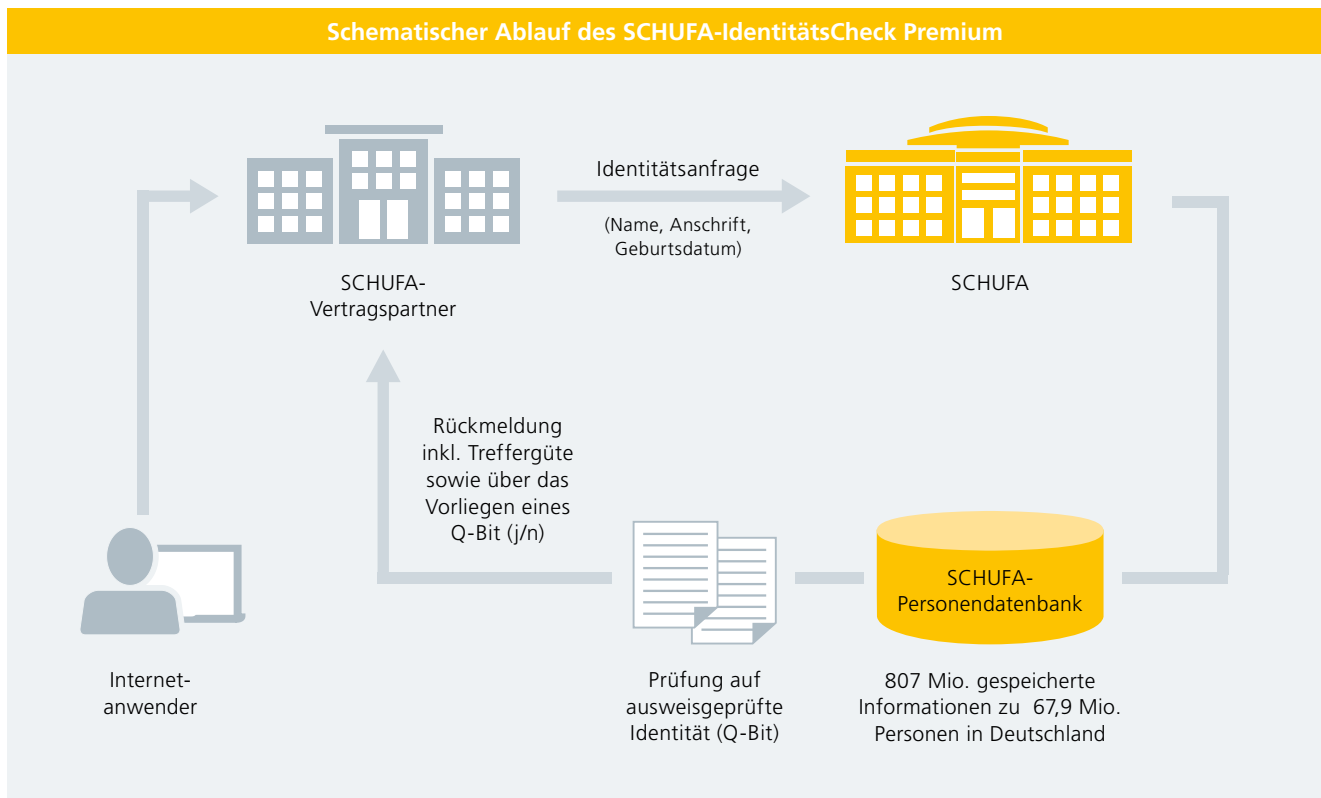 Schematischer Ablauf des SCHUFA-IdentitätsCheck Premium
Identitätsanfrage
(Name, Anschrift,
Geburtsdatum)
SCHUFA-
Vertragspartner
SCHUFA
Rückmeldung
inkl. Treffergüte
sowie über das
Vorliegen eines
Q-Bit (j/n)
SCHUFA-
Personendatenbank
Internet-
anwender
Prüfung auf
ausweisgeprüfte
Identität (Q-Bit)
807 Mio. gespeicherte
Informationen zu 67,9 Mio.
Personen in Deutschland